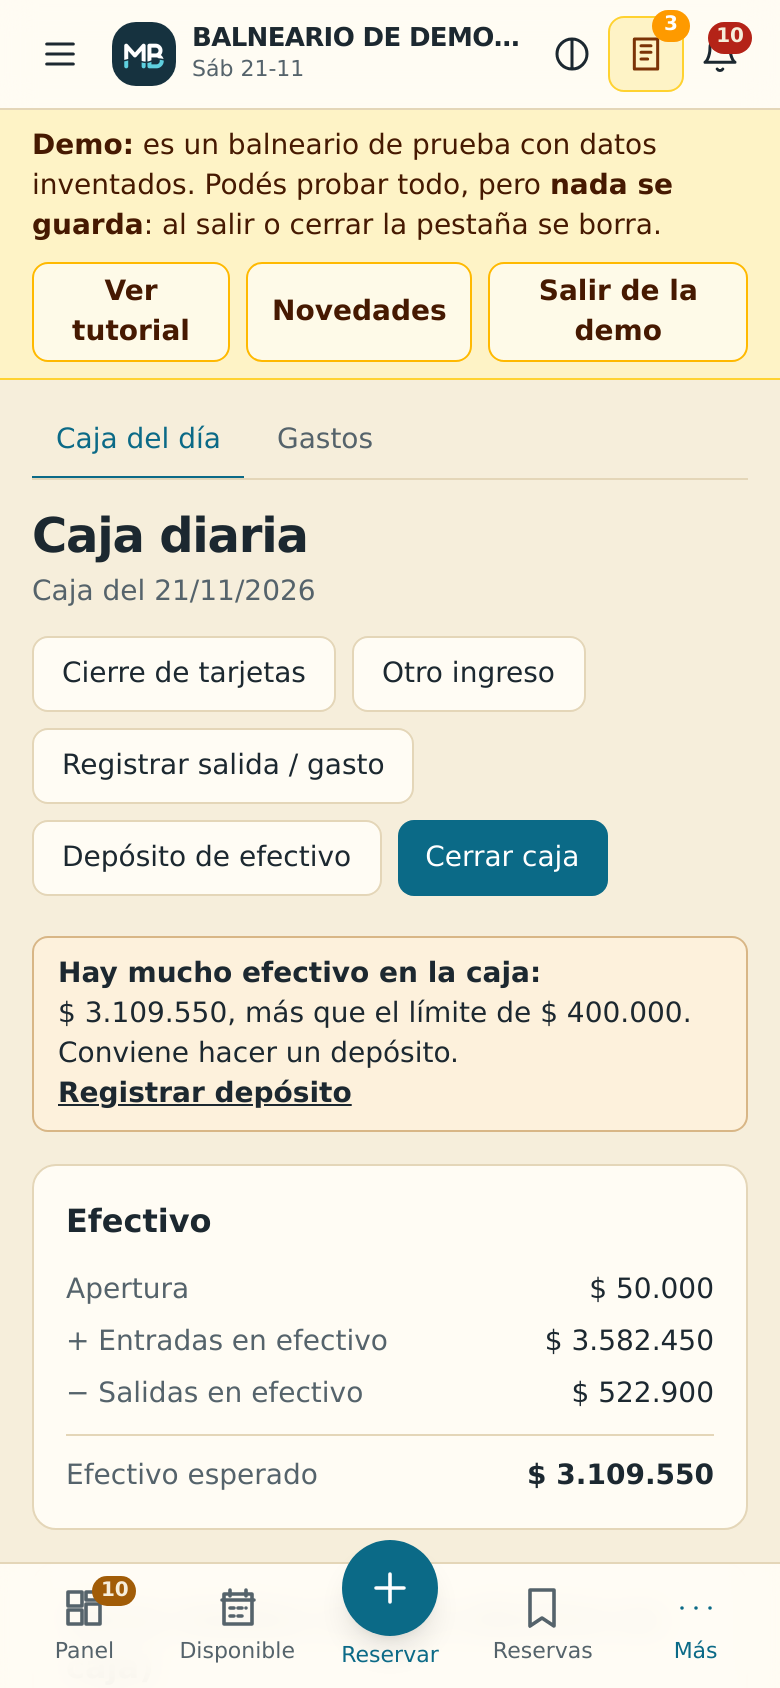 MB
BALNEARIO DE DEMO...
Sáb 21-11
3
10
Demo: es un balneario de prueba con datos
inventados. Podés probar todo, pero nada se
guarda: al salir o cerrar la pestaña se borra.
Ver
tutorial
Novedades
Salir de la
demo
Caja del día
Gastos
Caja diaria
Caja del 21/11/2026
Cierre de tarjetas
Otro ingreso
Registrar salida / gasto
Depósito de efectivo
Cerrar caja
Hay mucho efectivo en la caja:
$ 3.109.550, más que el límite de $ 400.000.
Conviene hacer un depósito.
Registrar depósito
Efectivo
Apertura $ 50.000
+ Entradas en efectivo $ 3.582.450
− Salidas en efectivo $ 522.900
Efectivo esperado $ 3.109.550
10
Panel
Disponible
Reservar
Reservas
Más